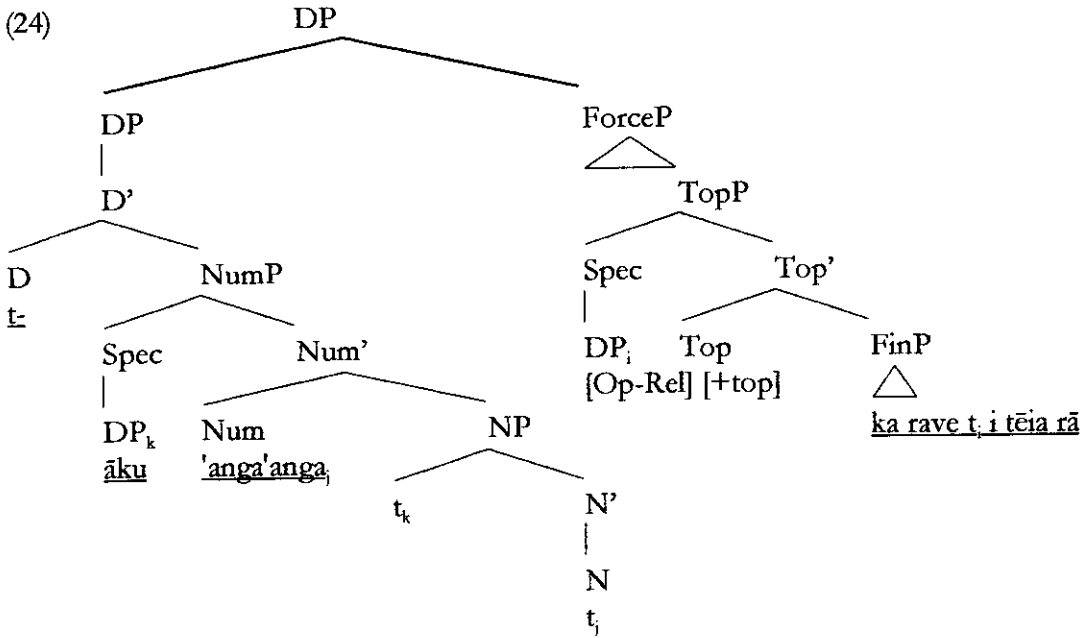 (24) DP
DP ForceP
D' TopP
D NumP Spec Top'
t-
Spec Num' DPᵢ Top FinP
[Op-Rel] [+top]
DPₖ Num NP ka rave tᵢ i tēia rā
āku 'anga'angaⱼ
tₖ N'
N
tⱼ